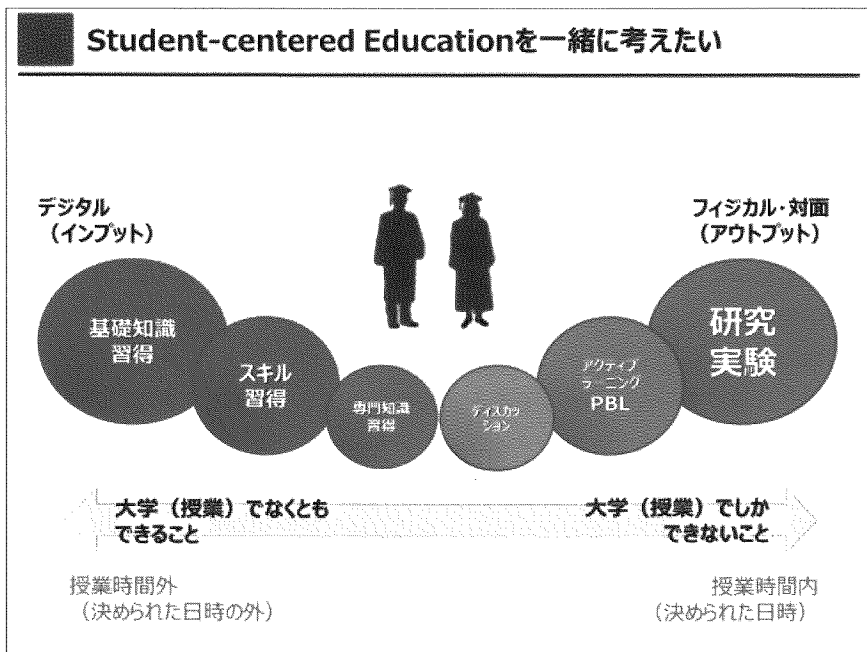 Student-centered Educationを一緒に考えたい
デジタル
（インプット）
フィジカル・対面
（アウトプット）
基礎知識
習得
スキル
習得
専門知識
習得
ディスカッ
ション
アクティブ
ラーニング
PBL
研究
実験
大学（授業）でなくとも
できること
大学（授業）でしか
できないこと
授業時間外
（決められた日時の外）
授業時間内
（決められた日時）